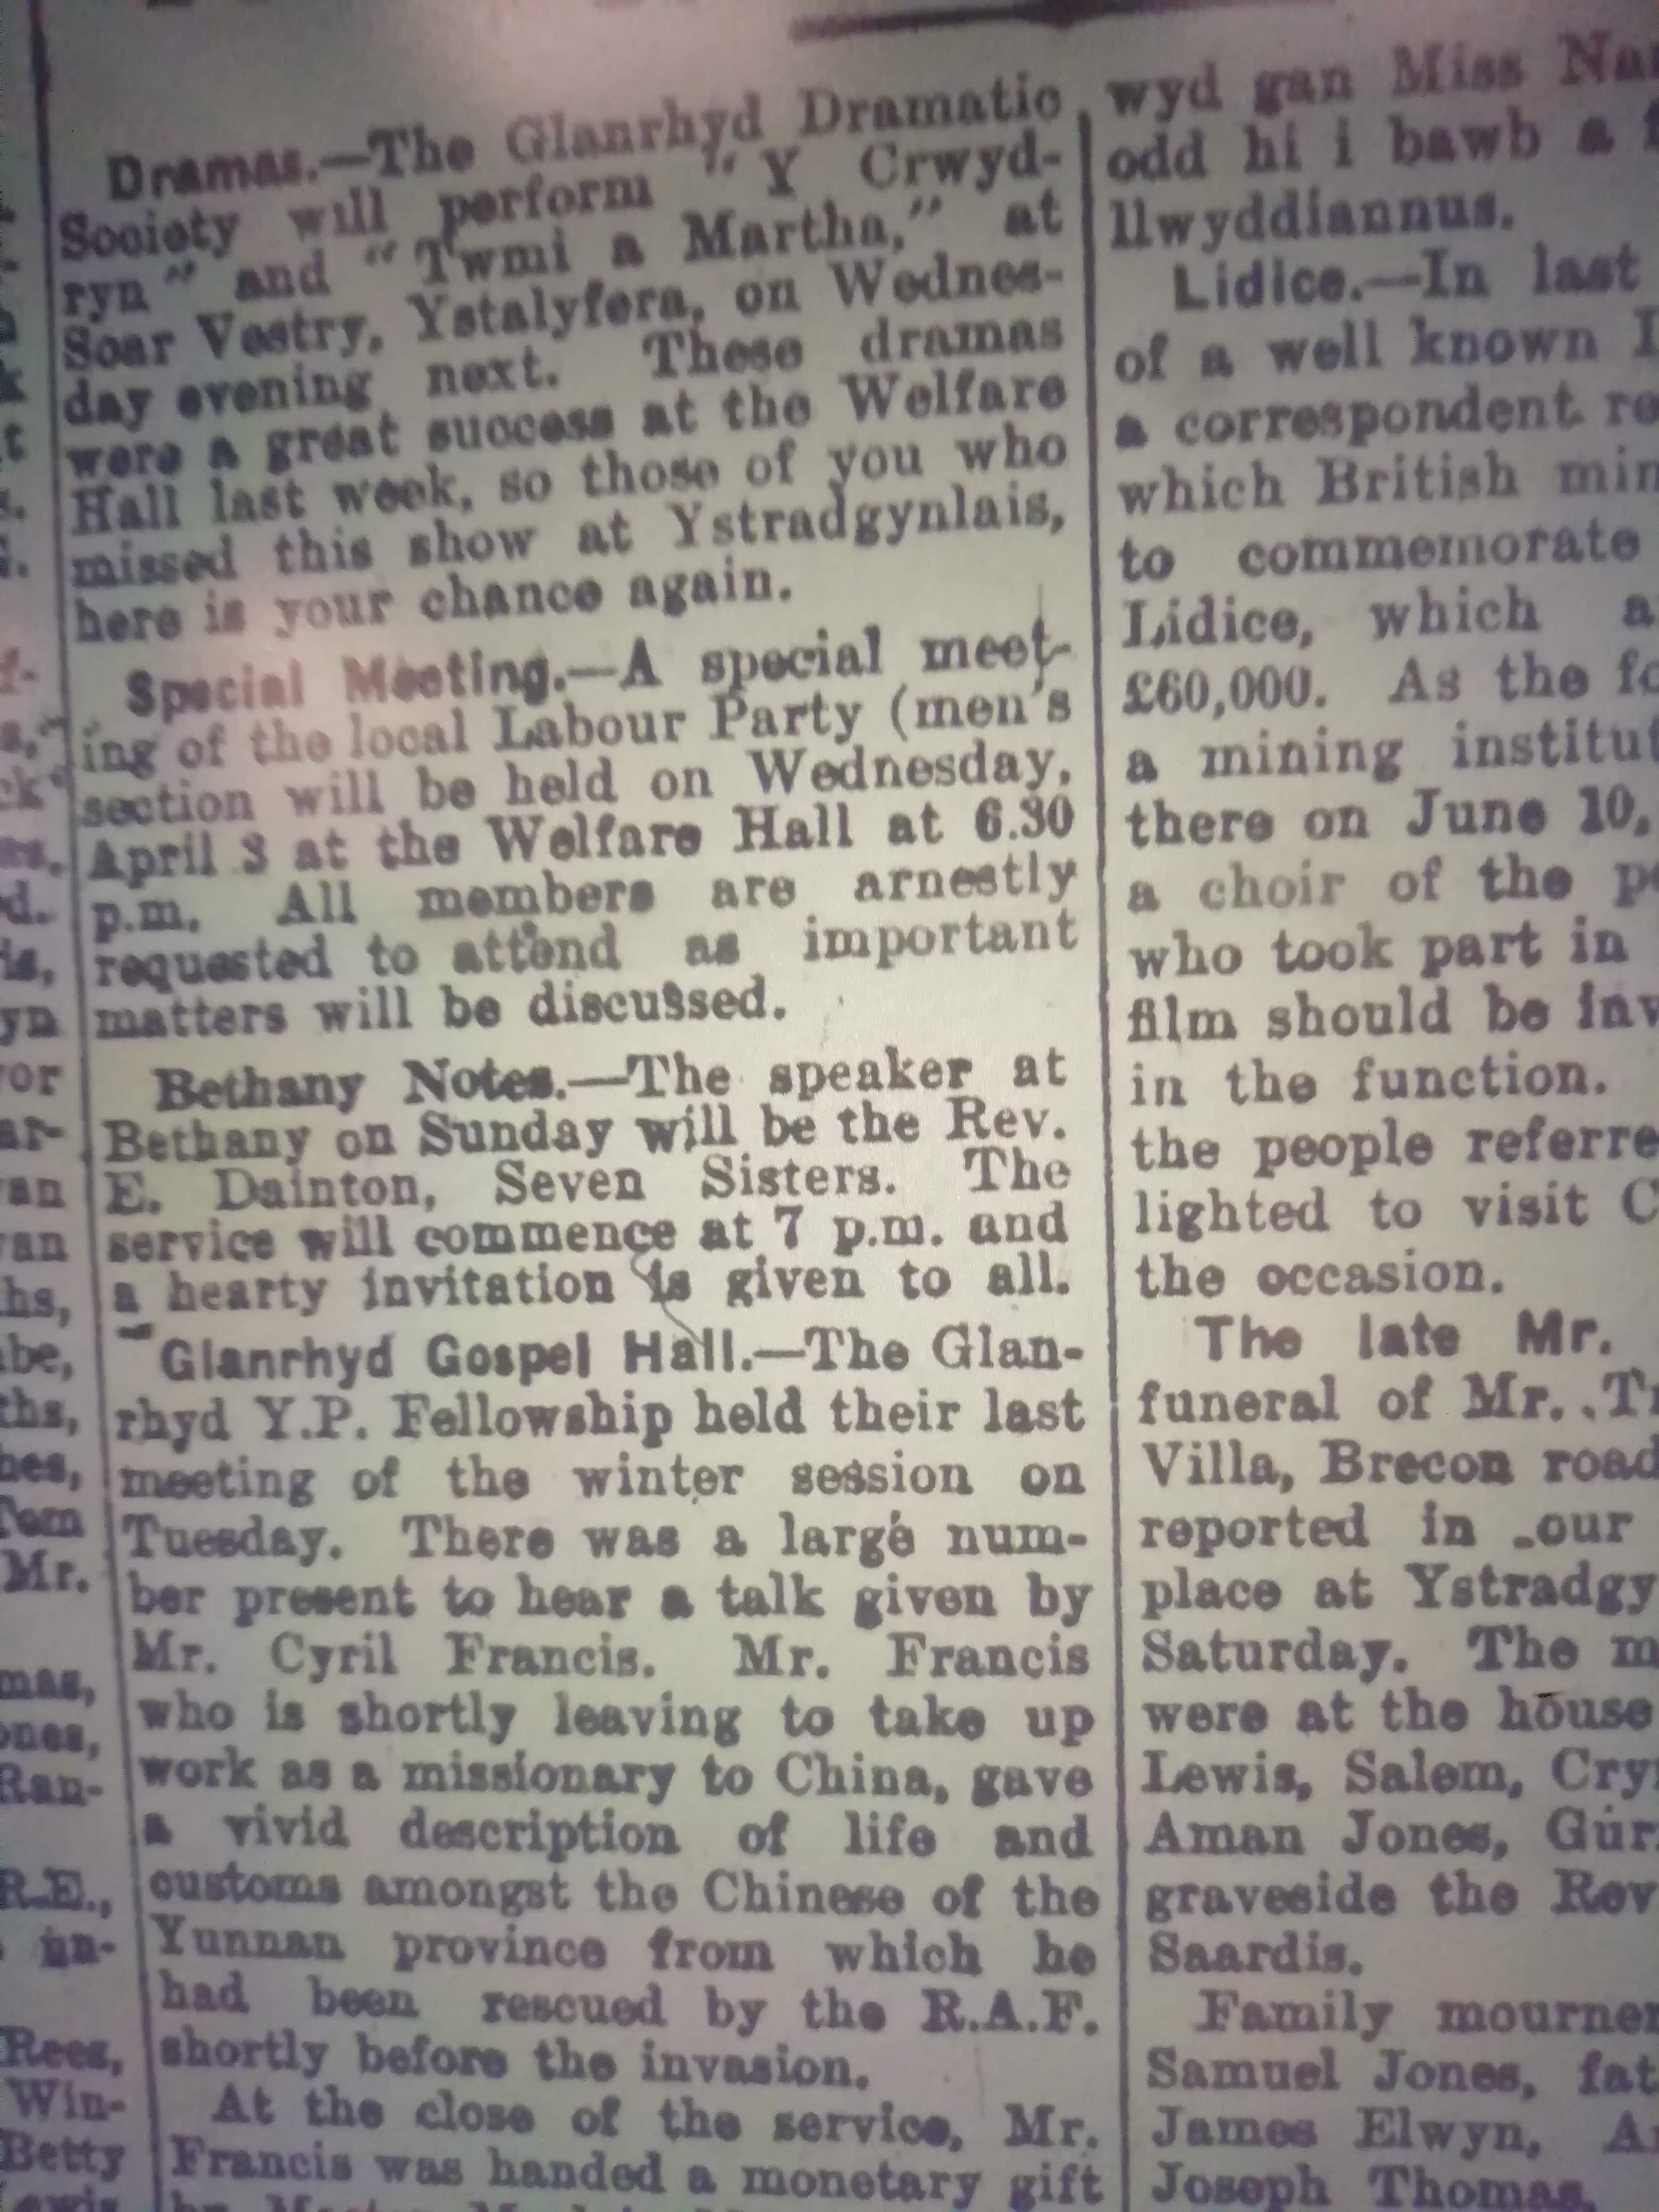 Dramas.—The Glanrhyd Dramatic
Society will perform "Y Crwyd-
ryn" and "Twmi a Martha," at
Soar Vestry, Ystalyfera, on Wednes-
day evening next. These dramas
were a great success at the Welfare
Hall last week, so those of you who
missed this show at Ystradgynlais,
here is your chance again.
Special Meeting.—A special meet-
ing of the local Labour Party (men's
section will be held on Wednesday,
April 3 at the Welfare Hall at 6.30
p.m. All members are arnestly
requested to attend as important
matters will be discussed.
Bethany Notes.—The speaker at
Bethany on Sunday will be the Rev.
E. Dainton, Seven Sisters. The
service will commence at 7 p.m. and
a hearty invitation is given to all.
Glanrhyd Gospel Hall.—The Glan-
rhyd Y.P. Fellowship held their last
meeting of the winter session on
Tuesday. There was a large num-
ber present to hear a talk given by
Mr. Cyril Francis. Mr. Francis
who is shortly leaving to take up
work as a missionary to China, gave
a vivid description of life and
customs amongst the Chinese of the
Yunnan province from which he
had been rescued by the R.A.F.
shortly before the invasion.
At the close of the service, Mr.
Francis was handed a monetary gift
wyd gan Miss
odd hi i bawb a
llwyddiannus.
Lidice.—In last
of a well known
a correspondent
which British
to commemorate
Lidice, which
£60,000. As the
a mining
there on June 10,
a choir of the
who took part in
film should be
in the function.
the people
lighted to visit
the occasion.
The late Mr.
funeral of Mr.
Villa, Brecon road
reported in our
place at
Saturday. The
were at the house
Lewis, Salem,
Aman Jones,
graveside the Rev
Saardis.
Family
Samuel Jones,
James Elwyn,
Joseph Thomas,